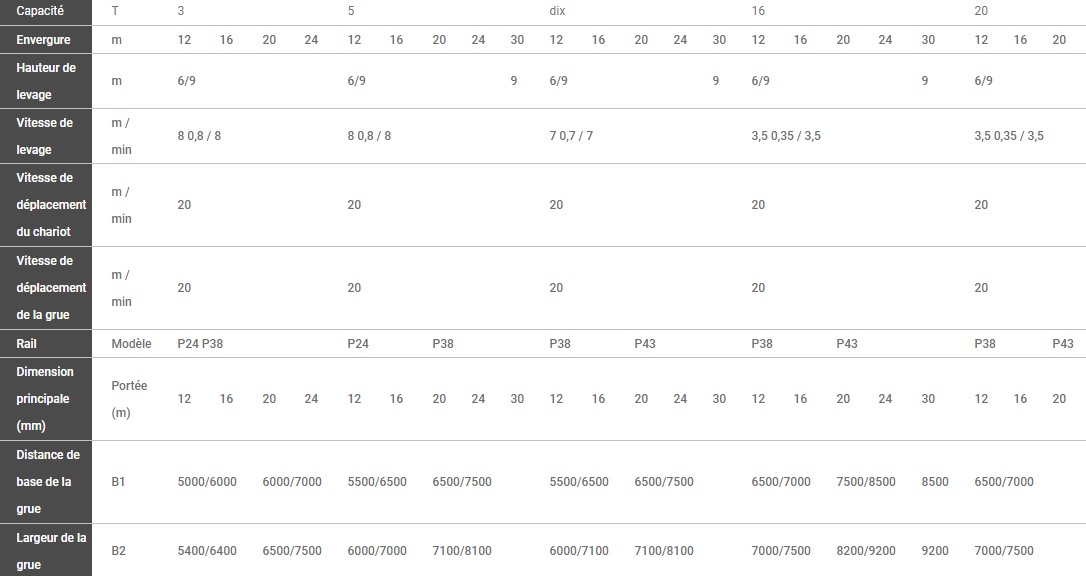 Capacité T 3 5 dix 16 20
Envergure m 12 16 20 24 12 16 20 24 30 12 16 20 24 30 12 16 20 24 30 12 16 20
Hauteur de
levage m 6/9 6/9 9 6/9 9 6/9 9 6/9
Vitesse de
levage m /
min 8 0,8 / 8 8 0,8 / 8 7 0,7 / 7 3,5 0,35 / 3,5 3,5 0,35 / 3,5
Vitesse de
déplacement
du chariot m /
min 20 20 20 20 20
Vitesse de
déplacement
de la grue m /
min 20 20 20 20 20
Rail Modèle P24 P38 P24 P38 P38 P43 P38 P43 P38 P43
Dimension
principale
(mm) Portée
(m) 12 16 20 24 12 16 20 24 30 12 16 20 24 30 12 16 20 24 30 12 16 20
Distance de
base de la
grue B1 5000/6000 6000/7000 5500/6500 6500/7500 5500/6500 6500/7500 6500/7000 7500/8500 8500 6500/7000
Largeur de la
grue B2 5400/6400 6500/7500 6000/7000 7100/8100 6000/7100 7100/8100 7000/7500 8200/9200 9200 7000/7500